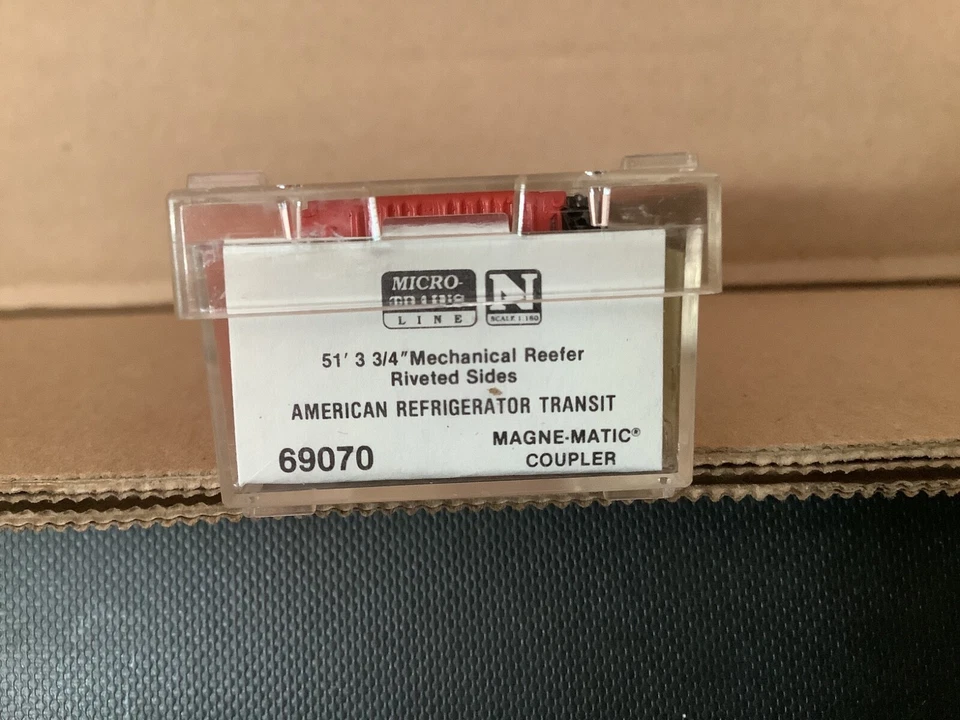 MICRO-
TRAINS
LINE
N
SCALE 1:160
51' 3 3/4" Mechanical Reefer
Riveted Sides
AMERICAN REFRIGERATOR TRANSIT
69070
MAGNE-MATIC®
COUPLER